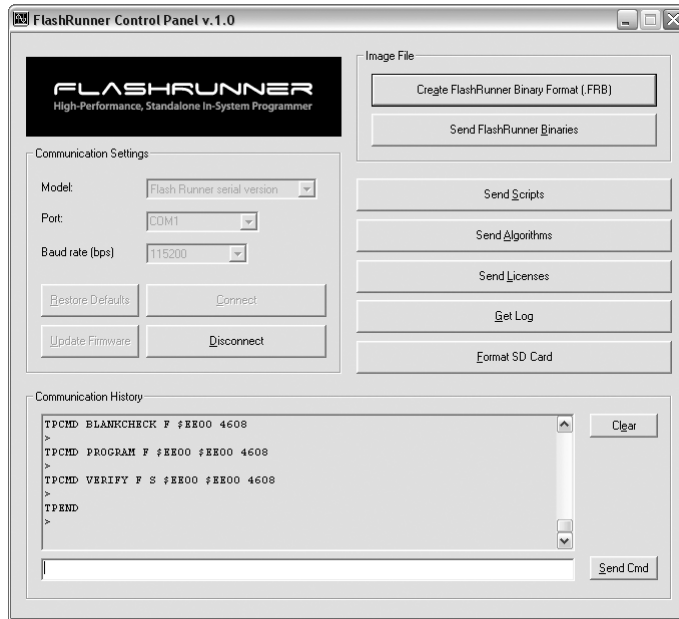 FlashRunner Control Panel v.1.0
FLASHRUNNER
High-Performance, Standalone In-System Programmer
Communication Settings
Model:
Flash Runner serial version
Port:
COM1
Baud rate (bps)
115200
Restore Defaults
Connect
Update Firmware
Disconnect
Image File
Create FlashRunner Binary Format (.FRB)
Send FlashRunner Binaries
Send Scripts
Send Algorithms
Send Licenses
Get Log
Format SD Card
Communication History
TPCMD BLANKCHECK F $EE00 4608
>
TPCMD PROGRAM F $EE00 $EE00 4608
>
TPCMD VERIFY F S $EE00 $EE00 4608
>
TPEND
>
Clear
Send Cmd